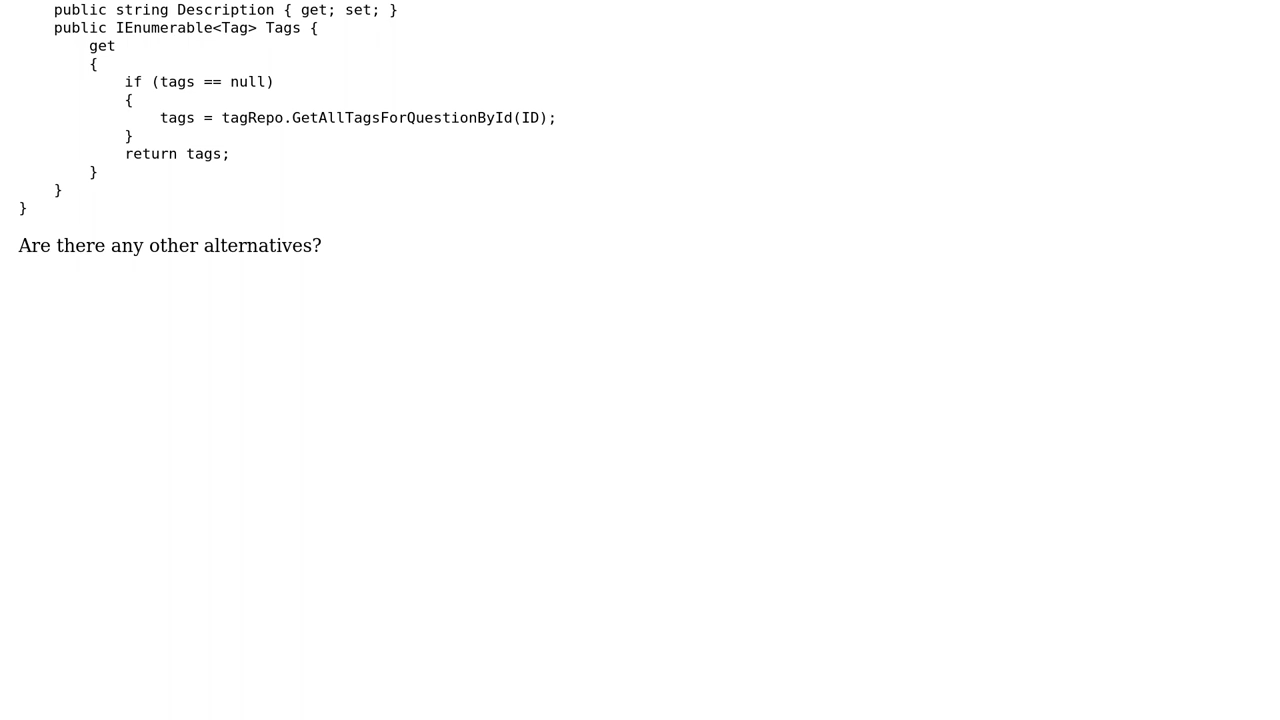 public string Description { get; set; }
    public IEnumerable<Tag> Tags {
        get
        {
            if (tags == null)
            {
                tags = tagRepo.GetAllTagsForQuestionById(ID);
            }
            return tags;
        }
    }
}
Are there any other alternatives?